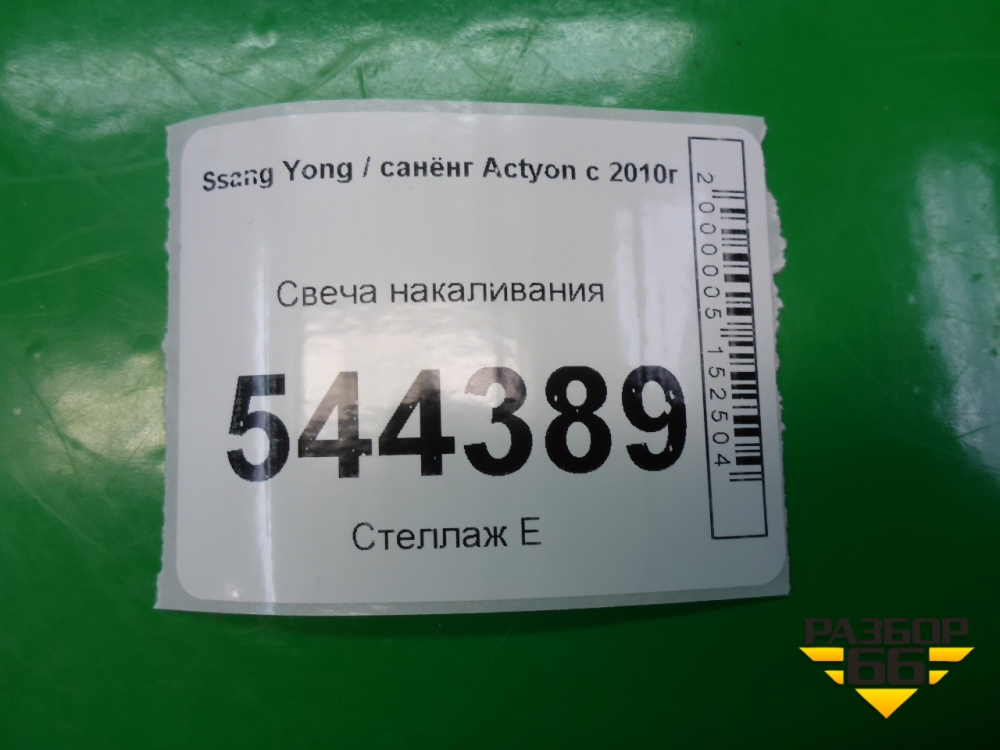 Ssang Yong / санёнг Actyon с 2010г
Свеча накаливания
544389
Стеллаж Е
2000005152504
РАЗБОР
66